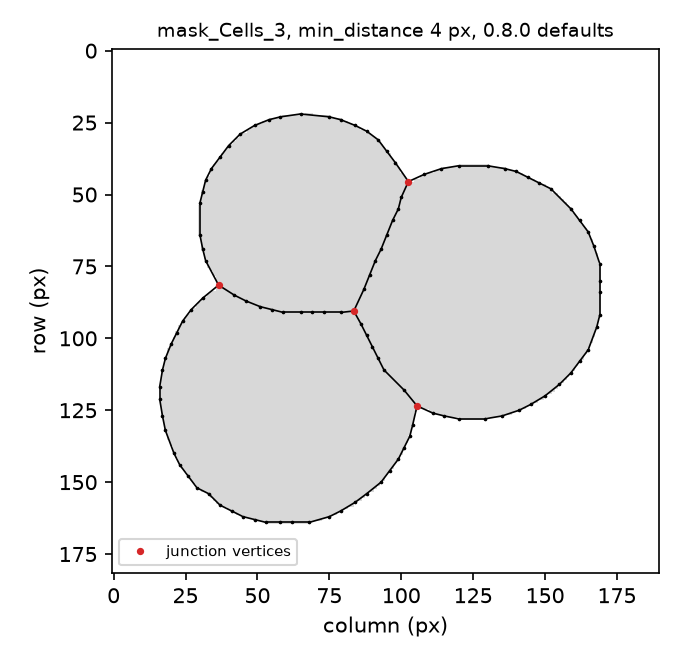 mask_Cells_3, min_distance 4 px, 0.8.0 defaults
0
25
50
75
100
125
150
175
row (px)
junction vertices
0 25 50 75 100 125 150 175
column (px)